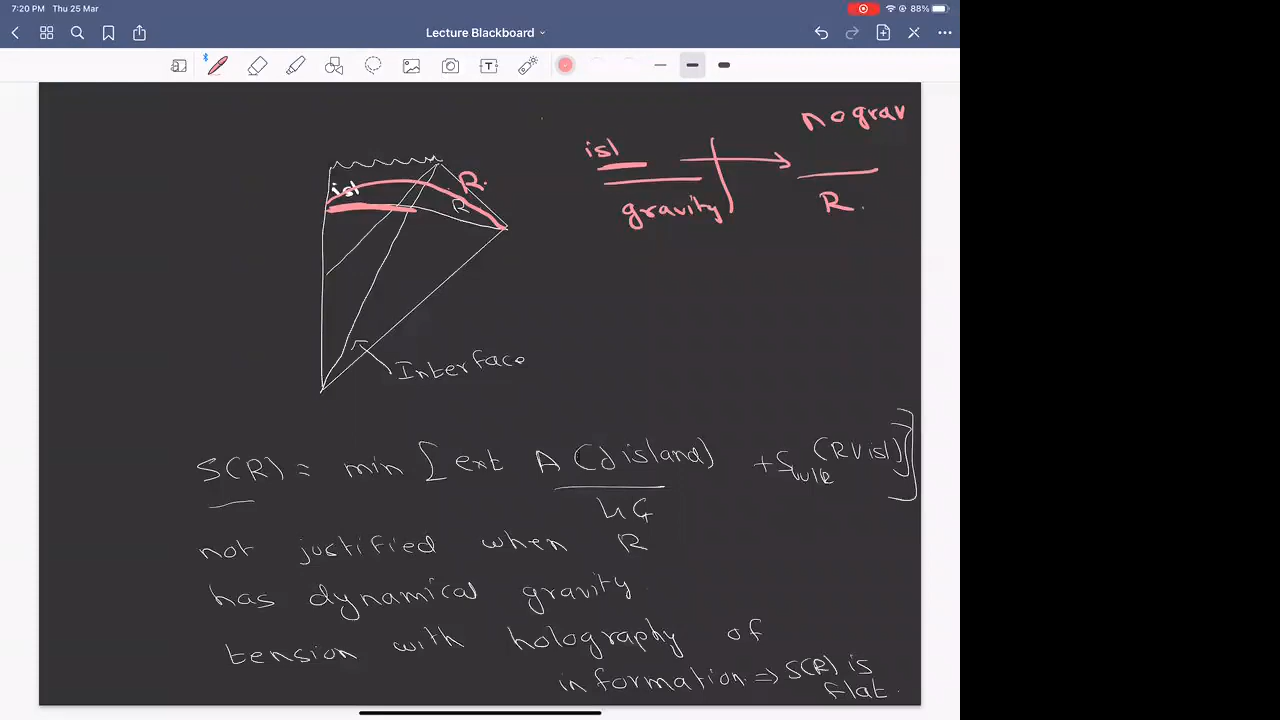 7:20 PM Thu 25 Mar
88%
Lecture Blackboard
no grav
isl
isl
R.
R
gravity
R.
Interface
S(R) = min [ext A(∂ island) + S bulk (R ∪ isl)]
4G
not justified when R
has dynamical gravity
tension with holography of
information ⇒ S(R) is
flat.